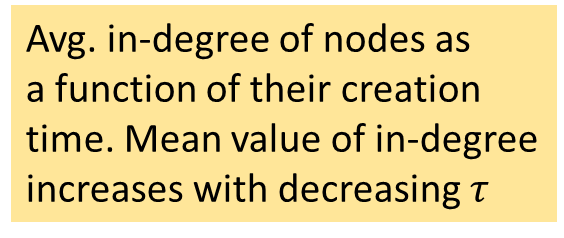 Avg. in-degree of nodes as
a function of their creation
time. Mean value of in-degree
increases with decreasing τ